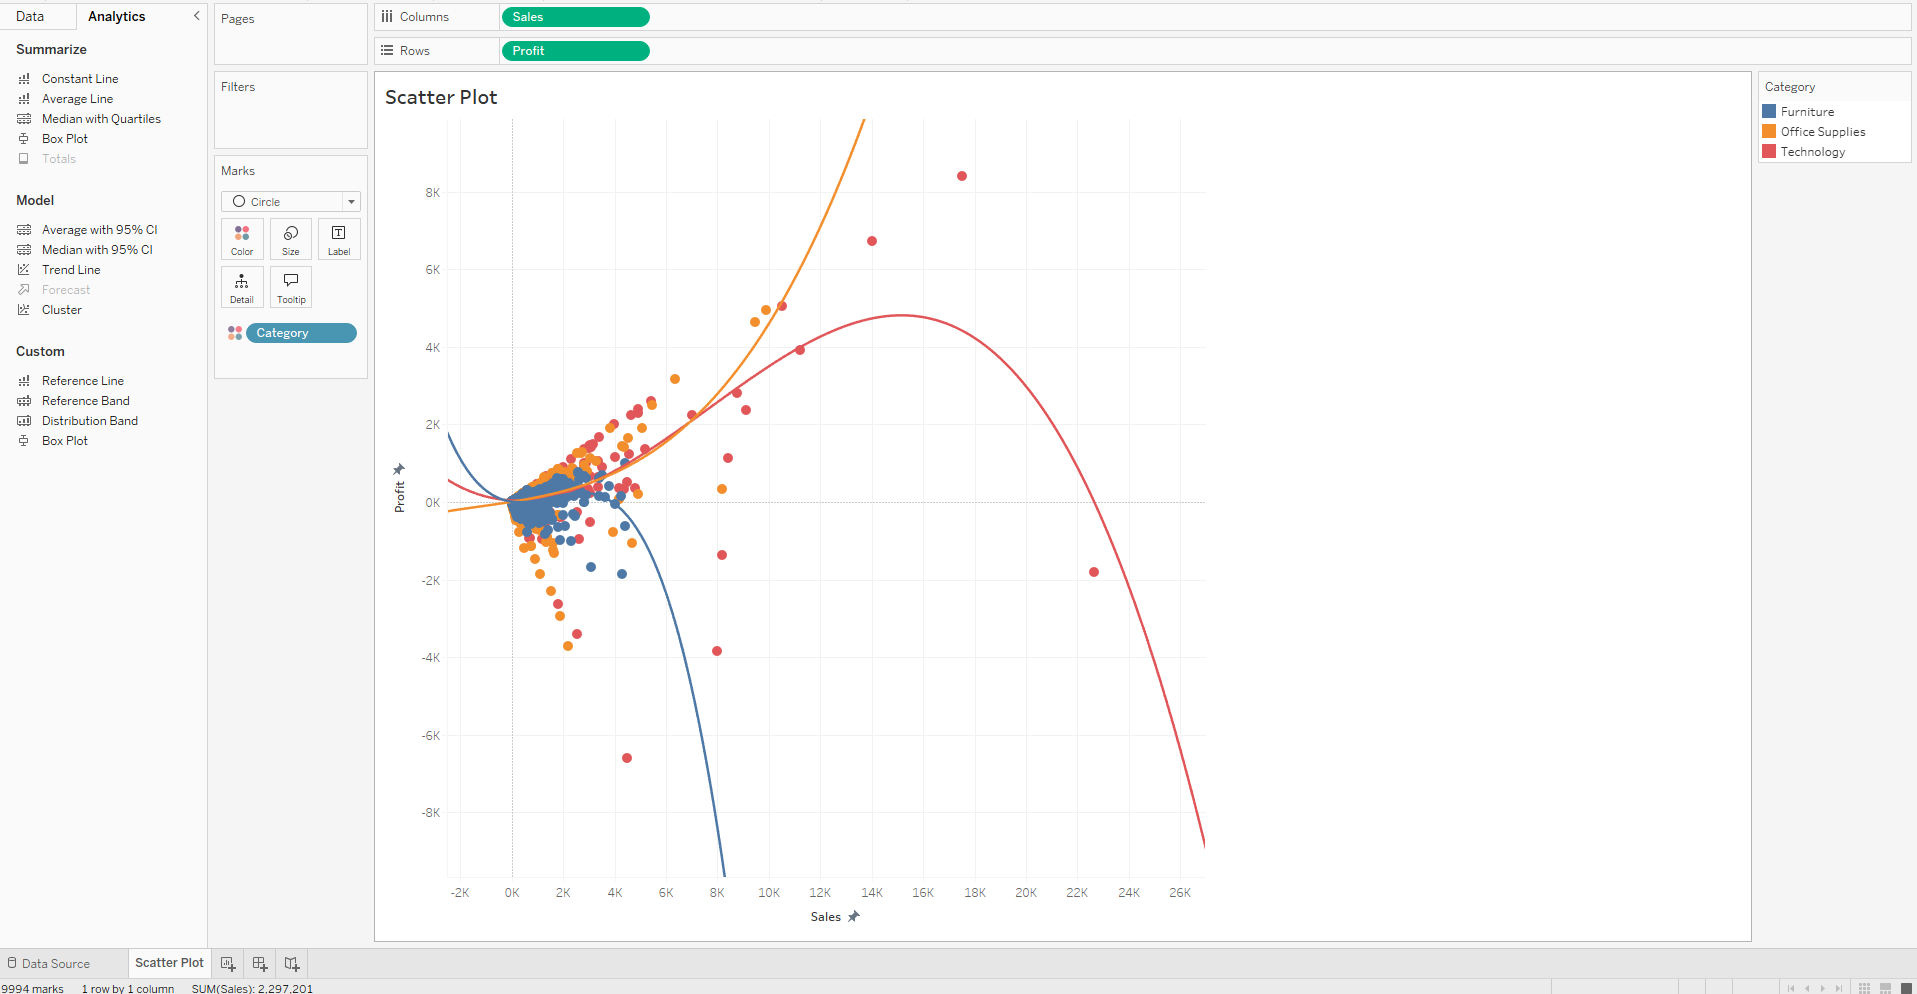 Data
Analytics
Summarize
Constant Line
Average Line
Median with Quartiles
Box Plot
Totals
Model
Average with 95% CI
Median with 95% CI
Trend Line
Forecast
Cluster
Custom
Reference Line
Reference Band
Distribution Band
Box Plot
Pages
Filters
Marks
Circle
Color
Size
Label
Detail
Tooltip
Category
Columns
Sales
Rows
Profit
Scatter Plot
8K
6K
4K
2K
0K
-2K
-4K
-6K
-8K
Profit
-2K 0K 2K 4K 6K 8K 10K 12K 14K 16K 18K 20K 22K 24K 26K
Sales
Category
Furniture
Office Supplies
Technology
Data Source
Scatter Plot
9994 marks 1 row by 1 column SUM(Sales): 2,297,201